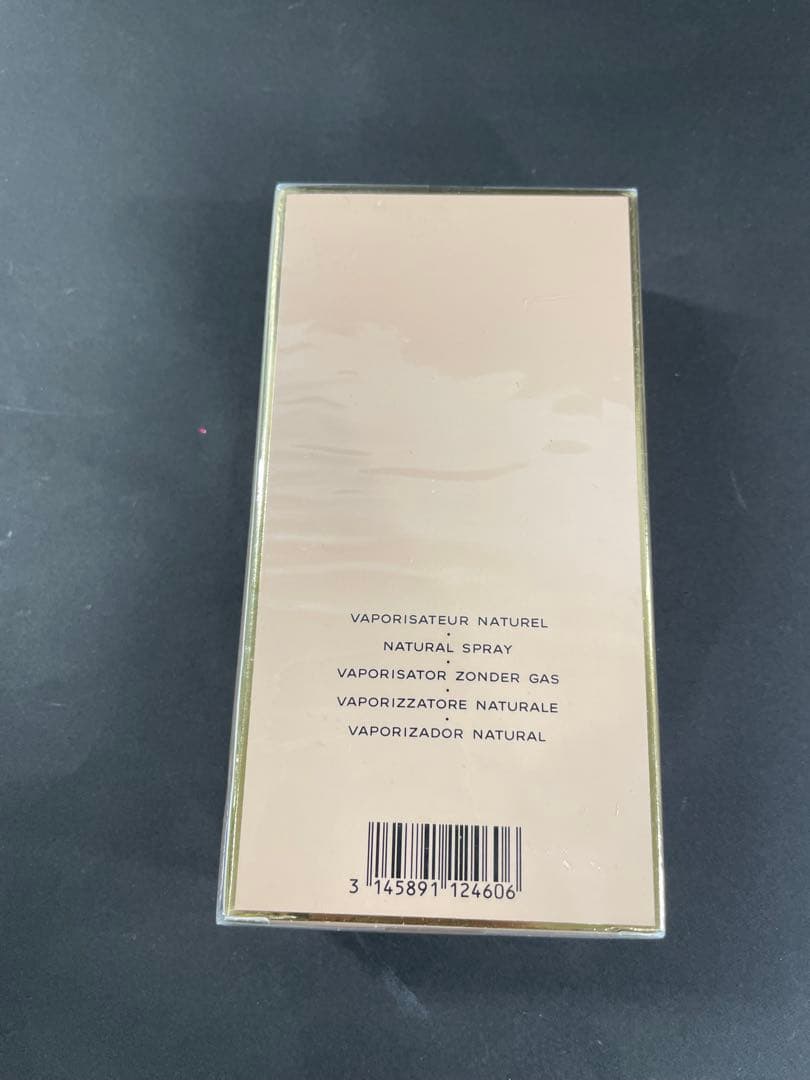 VAPORISATEUR NATUREL
•
NATURAL SPRAY
•
VAPORISATOR ZONDER GAS
•
VAPORIZZATORE NATURALE
•
VAPORIZADOR NATURAL
3 145891 124606